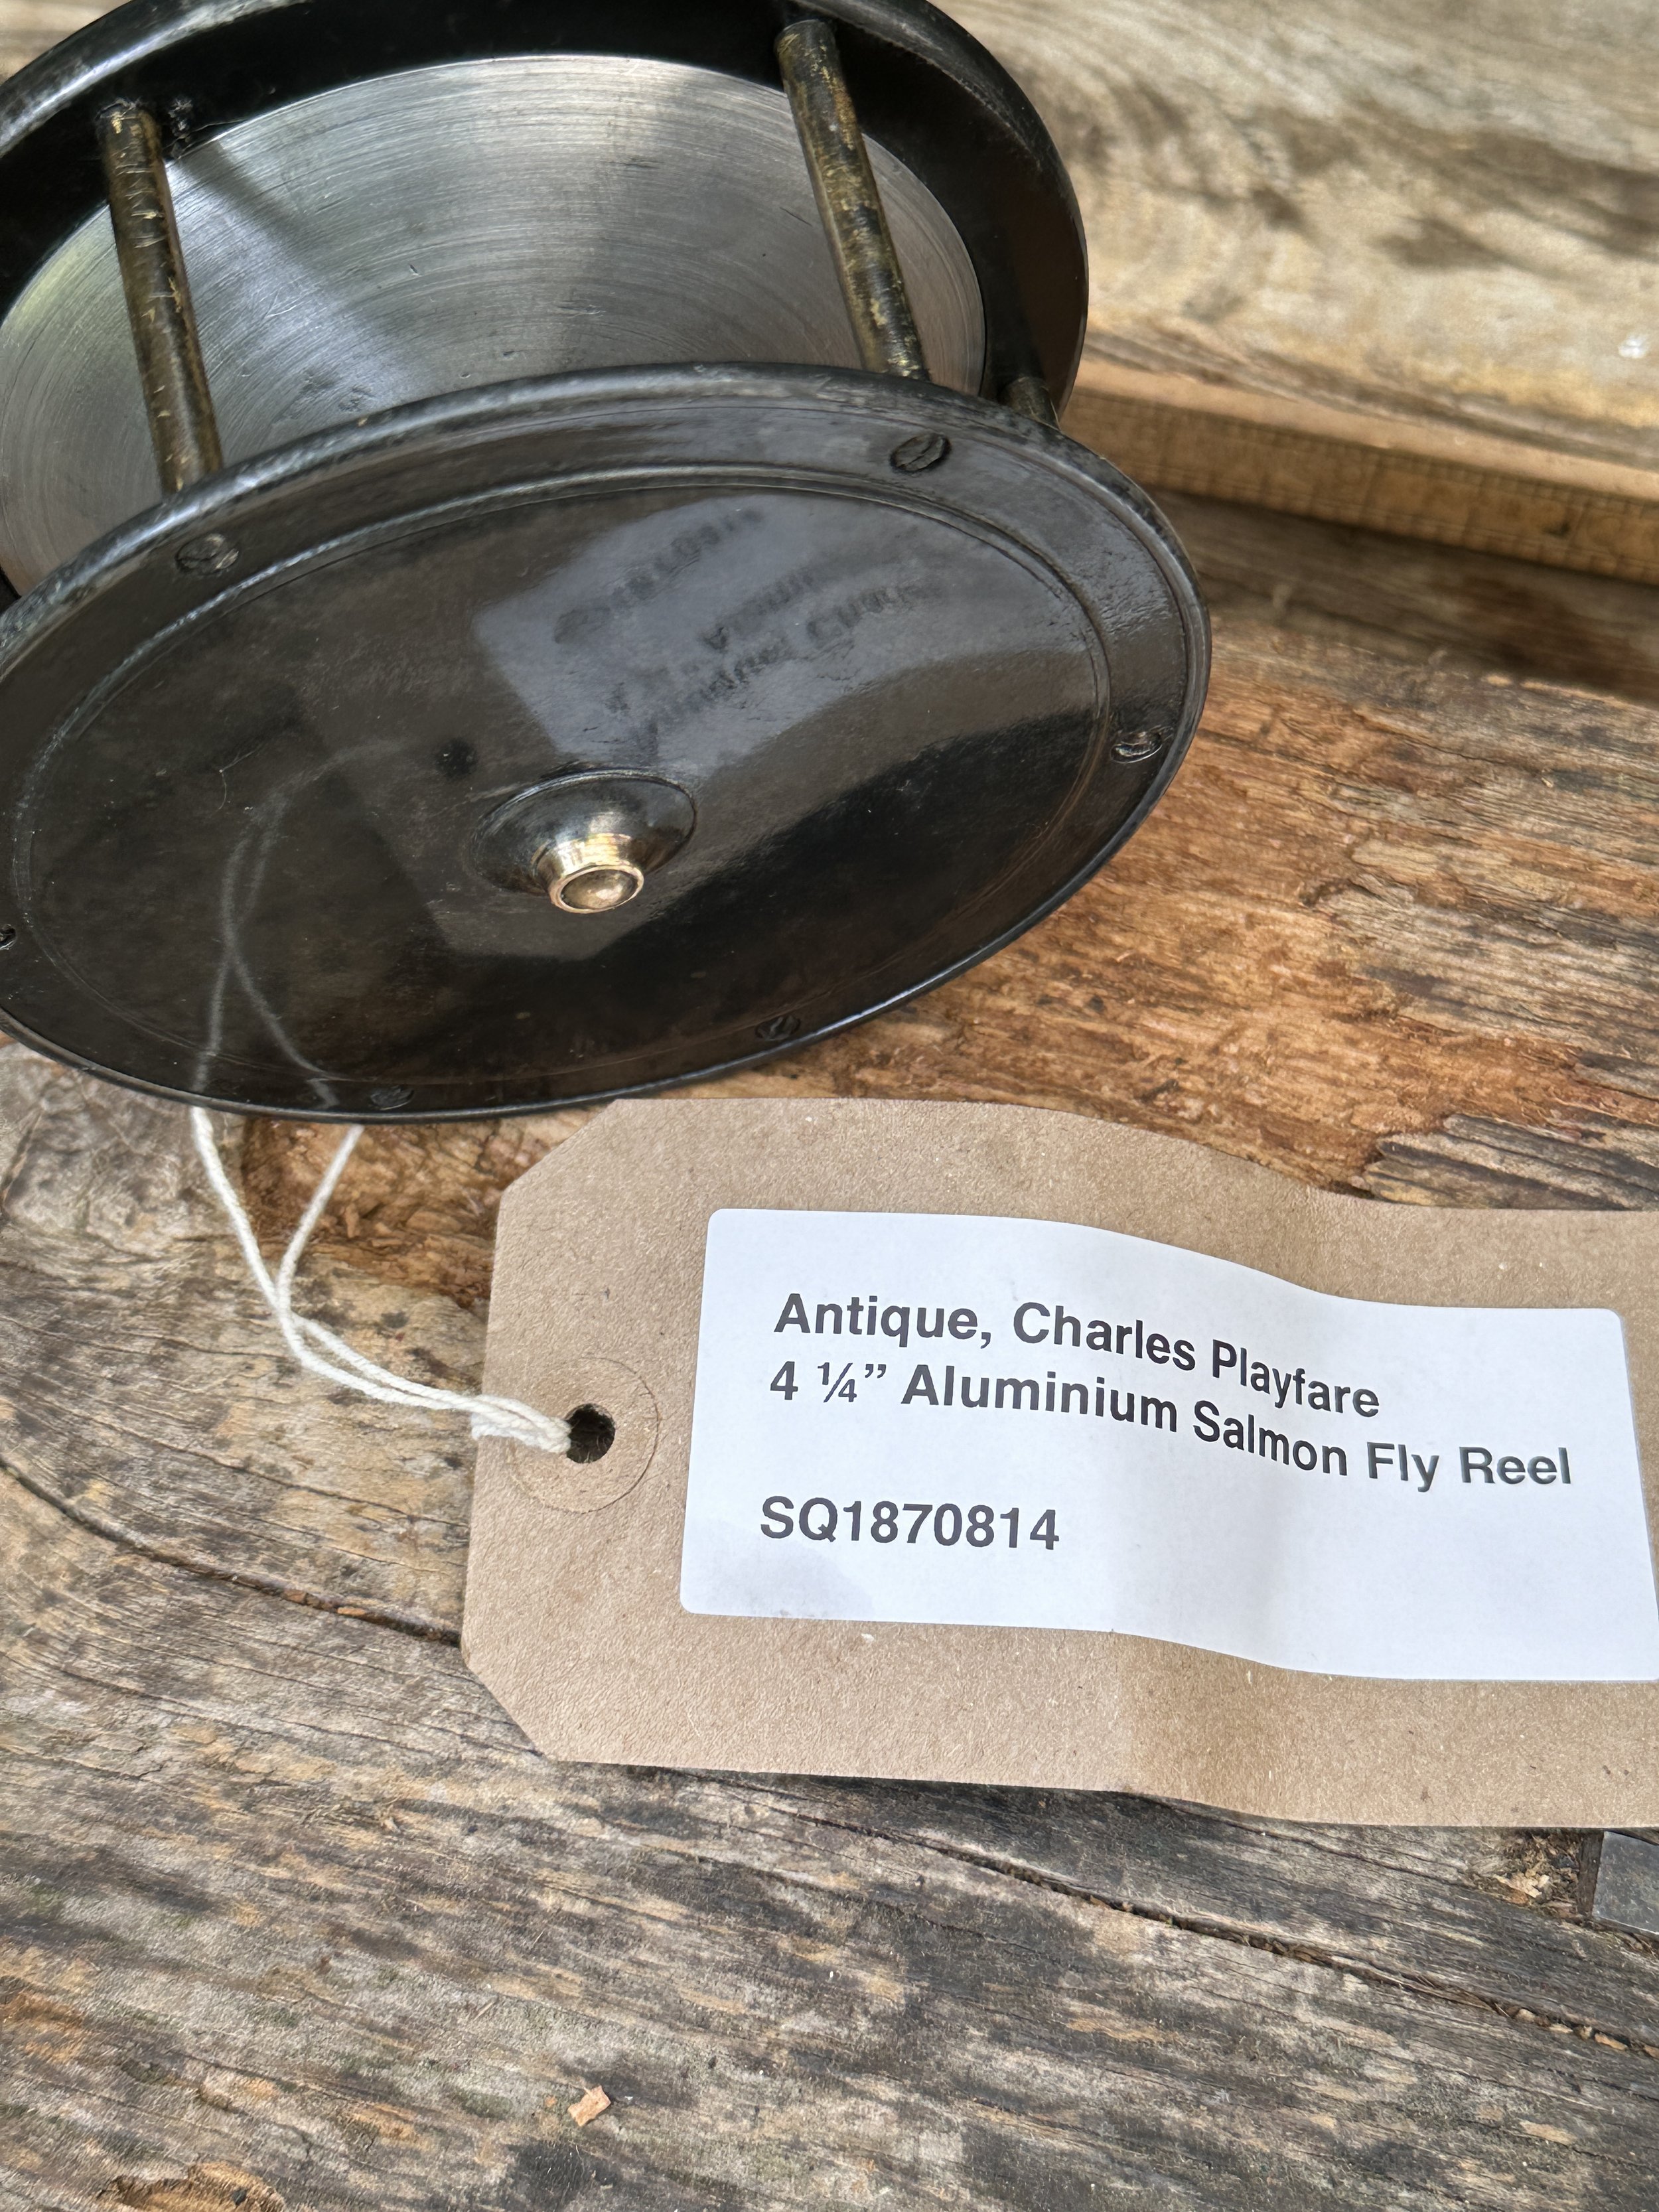 Antique, Charles Playfare
4 ¼” Aluminium Salmon Fly Reel
SQ1870814